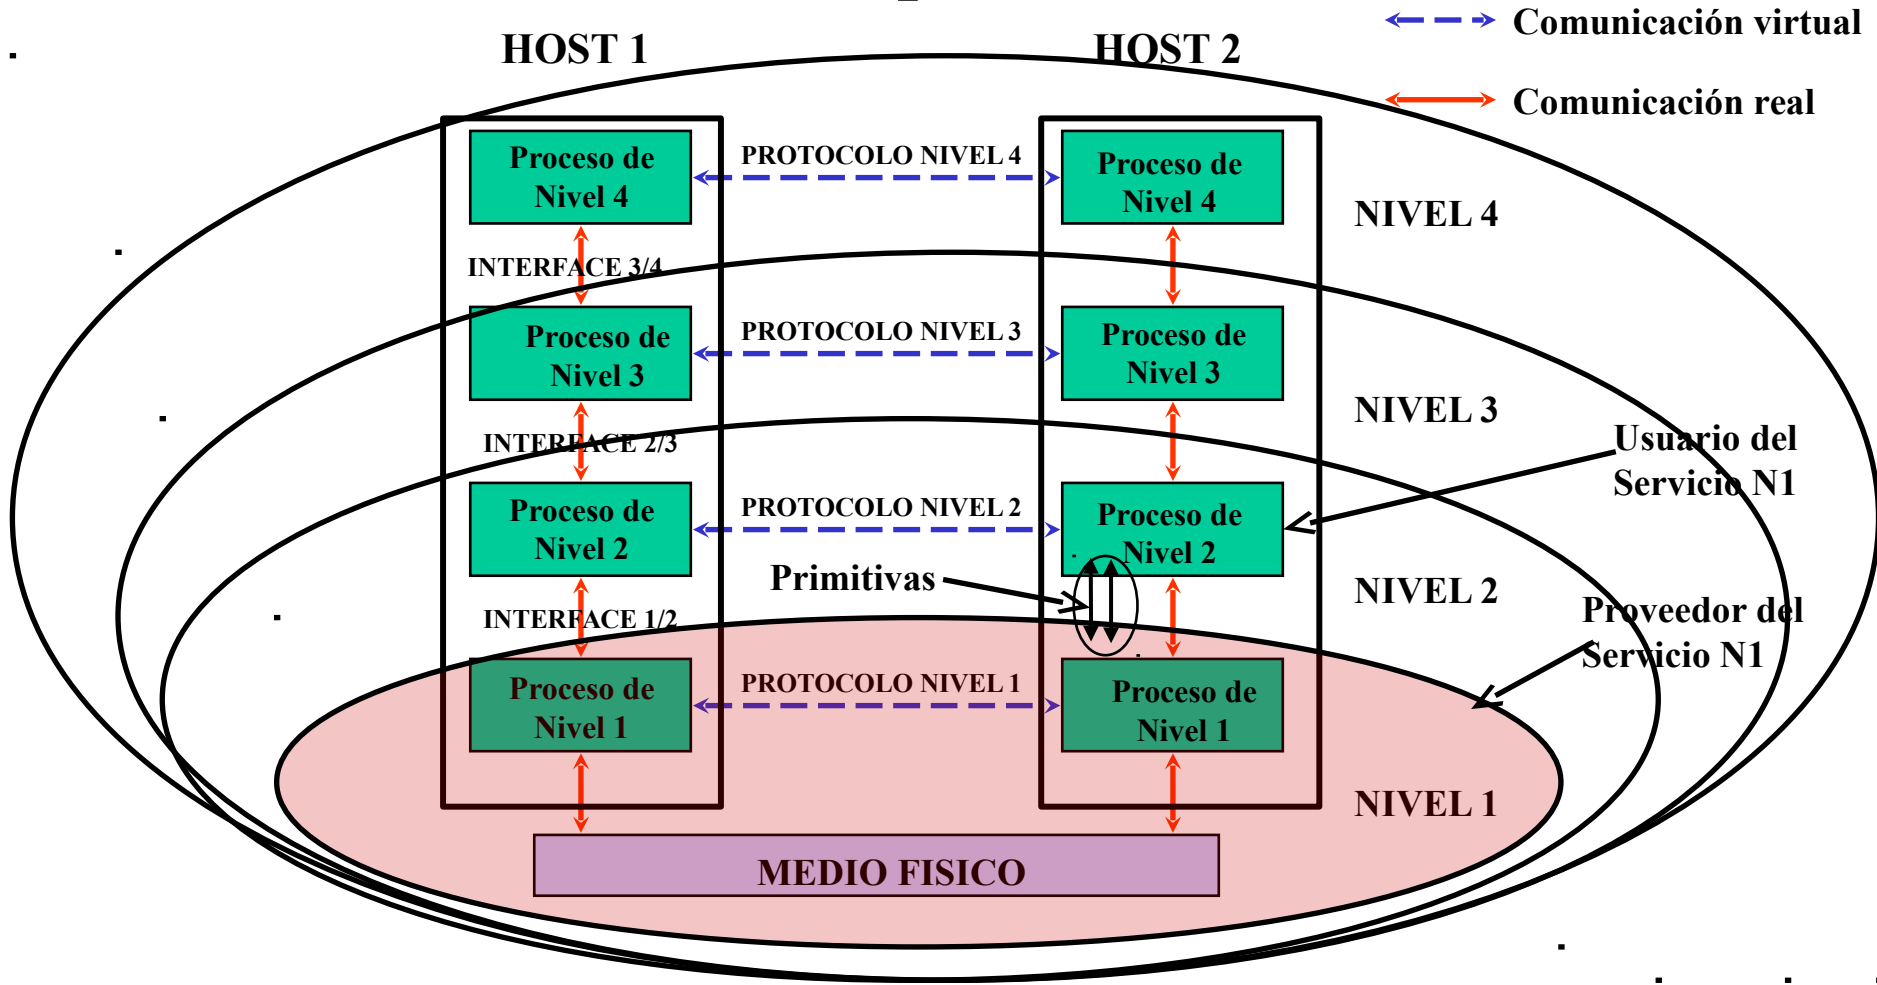 Comunicación virtual
HOST 1
HOST 2
Comunicación real
Proceso de
Nivel 4
PROTOCOLO NIVEL 4
Proceso de
Nivel 4
NIVEL 4
INTERFACE 3/4
Proceso de
Nivel 3
PROTOCOLO NIVEL 3
Proceso de
Nivel 3
NIVEL 3
INTERFACE 2/3
Usuario del
Servicio N1
Proceso de
Nivel 2
PROTOCOLO NIVEL 2
Proceso de
Nivel 2
Primitivas
NIVEL 2
INTERFACE 1/2
Proveedor del
Servicio N1
Proceso de
Nivel 1
PROTOCOLO NIVEL 1
Proceso de
Nivel 1
NIVEL 1
MEDIO FISICO